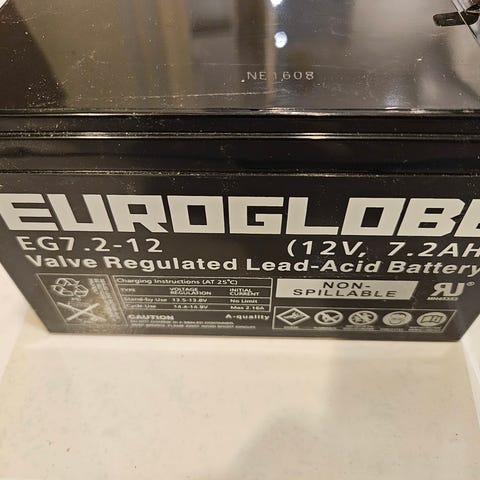 NE1608
EUROGLOBE
EG7.2-12 (12V, 7.2AH
Valve Regulated Lead-Acid Battery
Charging Instructions (AT 25°C)
TYPE VOLTAGE REGULATION INITIAL CURRENT
Stand-by Use 13.5-13.8V No Limit
Cycle Use 14.4-14.9V Max 2.16A
CAUTION A-quality
NON-
SPILLABLE